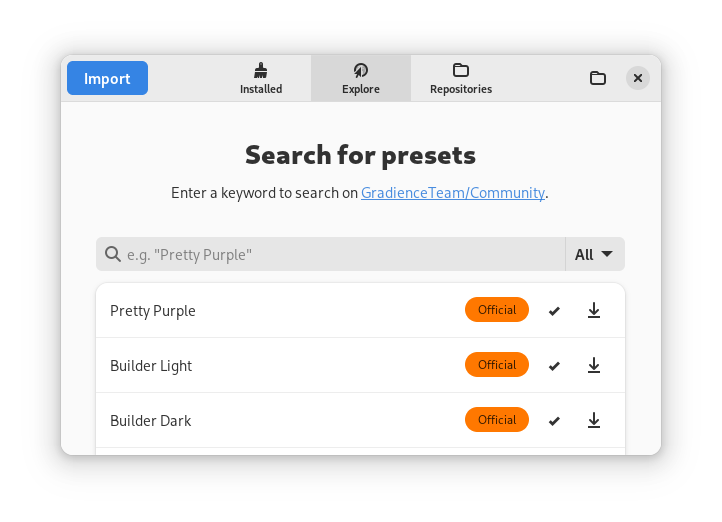 Import
Installed
Explore
Repositories
Search for presets
Enter a keyword to search on GradienceTeam/Community.
e.g. "Pretty Purple"
All
Pretty Purple
Official
Builder Light
Official
Builder Dark
Official